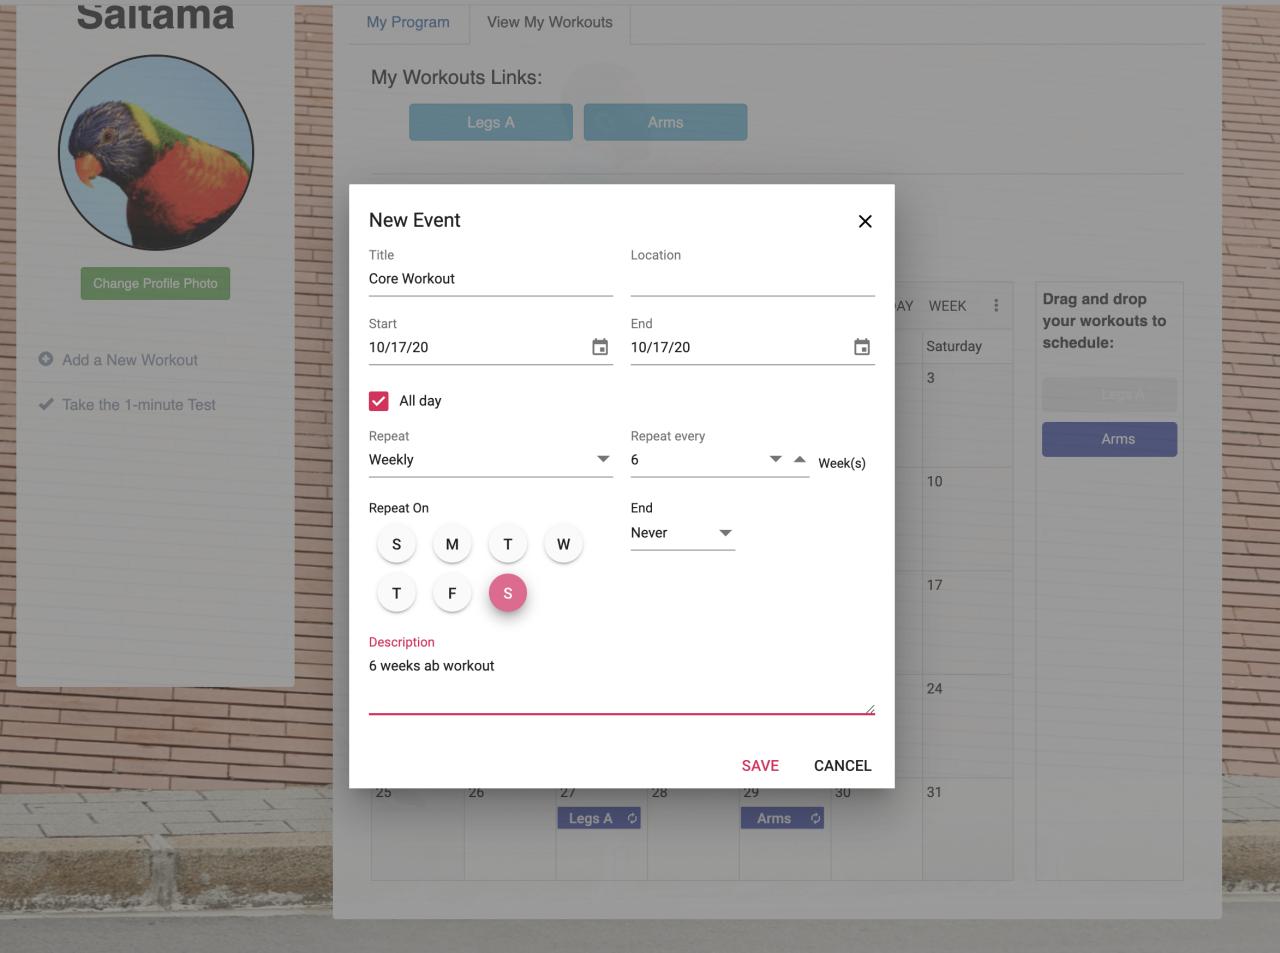 Saitama
Change Profile Photo
Add a New Workout
Take the 1-minute Test
My Program
View My Workouts
My Workouts Links:
Legs A
Arms
New Event
Title
Core Workout
Location
Start
10/17/20
End
10/17/20
All day
Repeat
Weekly
Repeat every
6
Week(s)
Repeat On
S M T W
T F S
End
Never
Description
6 weeks ab workout
SAVE
CANCEL
AY
WEEK
Saturday
3
10
17
24
25
26
27
28
29
30
31
Legs A
Arms
Drag and drop
your workouts to
schedule:
Legs A
Arms